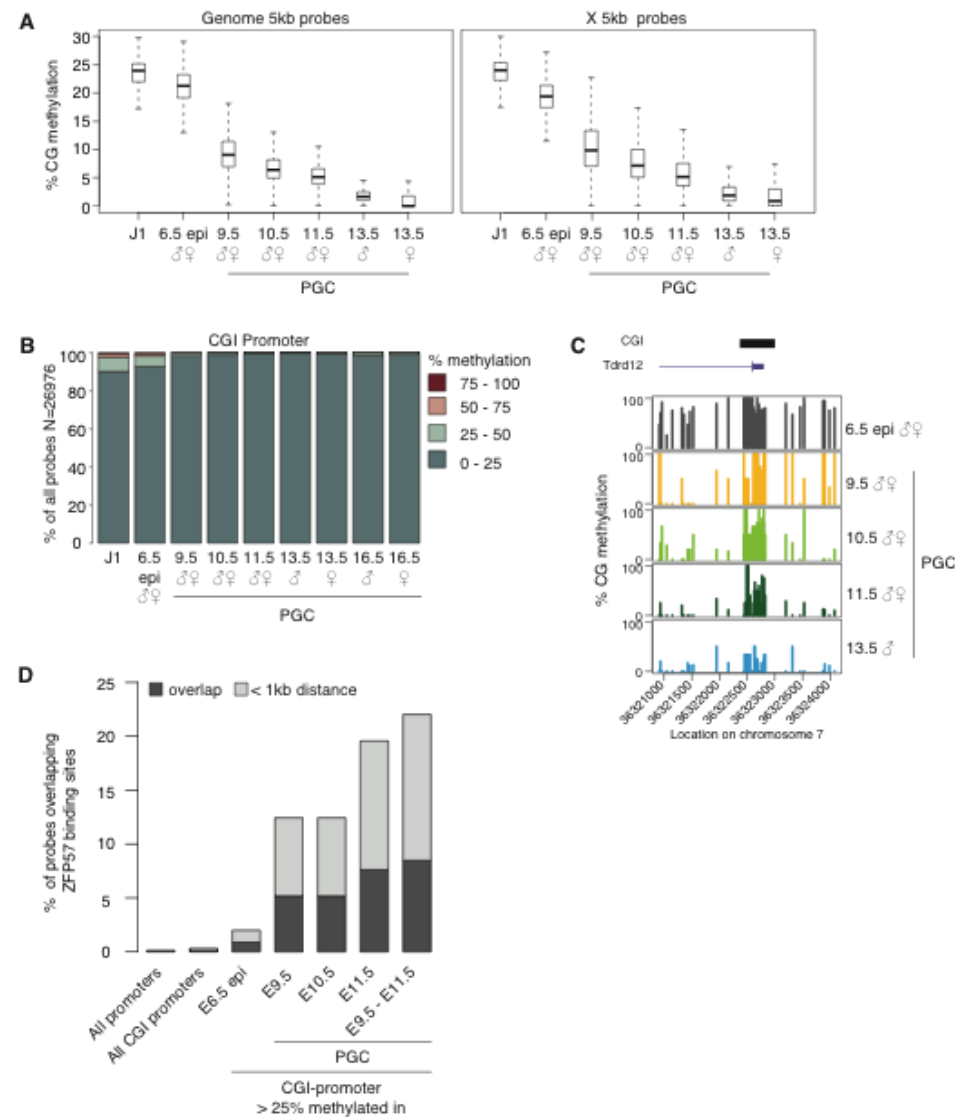 A
Genome 5kb probes
X 5kb probes
% CG methylation
30
25
20
15
10
5
0
J1 6.5 epi 9.5 10.5 11.5 13.5 13.5
♂♀ ♂♀ ♂♀ ♂♀ ♂ ♀
PGC
J1 6.5 epi 9.5 10.5 11.5 13.5 13.5
♂♀ ♂♀ ♂♀ ♂♀ ♂ ♀
PGC
B
CGI Promoter
% of all probes N=26976
100
80
60
40
20
0
J1 6.5 9.5 10.5 11.5 13.5 13.5 16.5 16.5
epi ♂♀ ♂♀ ♂♀ ♂ ♀ ♂ ♀
♂♀
PGC
% methylation
75 - 100
50 - 75
25 - 50
0 - 25
C
CGI
Tdrd12
% CG methylation
100
0
6.5 epi ♂♀
100
0
9.5 ♂♀
100
0
10.5 ♂♀
100
0
11.5 ♂♀
100
0
13.5 ♂
PGC
36321000 36321500 36322000 36322500 36323000 36323500 36324000
Location on chromosome 7
D
overlap < 1kb distance
% of probes overlapping
ZFP57 binding sites
25
20
15
10
5
0
All promoters
All CGI promoters
E6.5 epi
E9.5
E10.5
E11.5
E9.5 - E11.5
PGC
CGI-promoter
> 25% methylated in